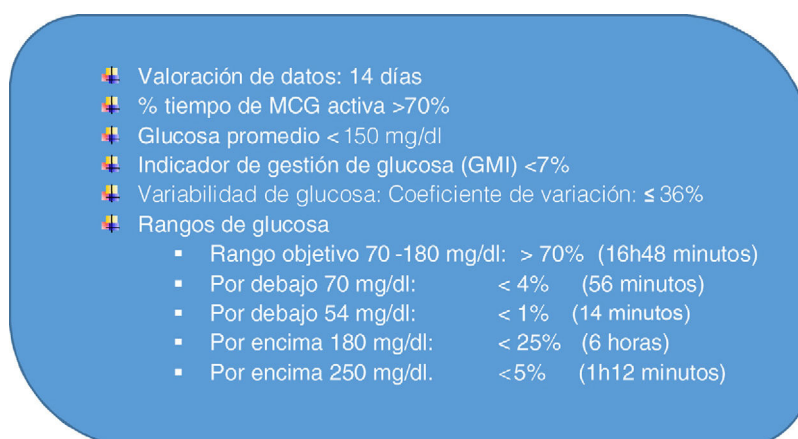 Valoración de datos: 14 días
% tiempo de MCG activa >70%
Glucosa promedio < 150 mg/dl
Indicador de gestión de glucosa (GMI) <7%
Variabilidad de glucosa: Coeficiente de variación: ≤ 36%
Rangos de glucosa
Rango objetivo 70 -180 mg/dl: > 70% (16h48 minutos)
Por debajo 70 mg/dl: < 4% (56 minutos)
Por debajo 54 mg/dl: < 1% (14 minutos)
Por encima 180 mg/dl: < 25% (6 horas)
Por encima 250 mg/dl. <5% (1h12 minutos)